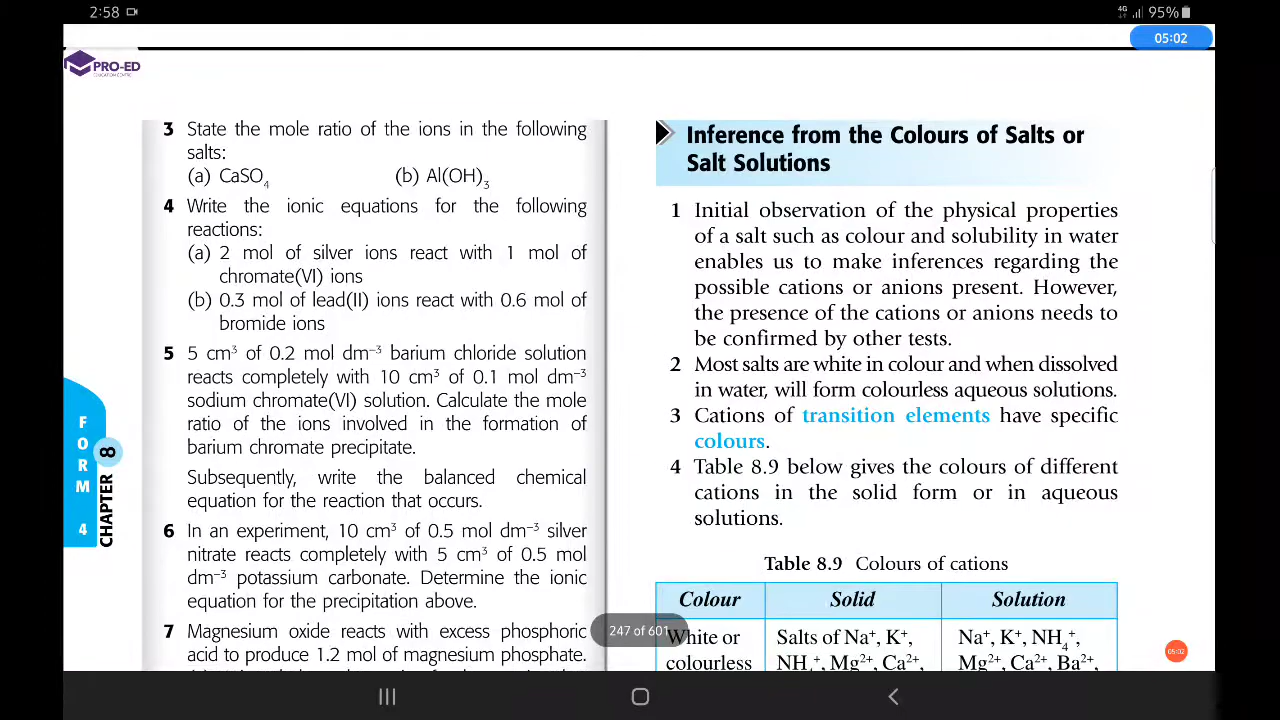 2:58
4G 95%
05:02
PRO-ED
EDUCATION CENTRE
3 State the mole ratio of the ions in the following
salts:
(a) CaSO₄ (b) Al(OH)₃
4 Write the ionic equations for the following
reactions:
(a) 2 mol of silver ions react with 1 mol of
chromate(VI) ions
(b) 0.3 mol of lead(II) ions react with 0.6 mol of
bromide ions
5 5 cm³ of 0.2 mol dm⁻³ barium chloride solution
reacts completely with 10 cm³ of 0.1 mol dm⁻³
sodium chromate(VI) solution. Calculate the mole
ratio of the ions involved in the formation of
barium chromate precipitate.
Subsequently, write the balanced chemical
equation for the reaction that occurs.
6 In an experiment, 10 cm³ of 0.5 mol dm⁻³ silver
nitrate reacts completely with 5 cm³ of 0.5 mol
dm⁻³ potassium carbonate. Determine the ionic
equation for the precipitation above.
7 Magnesium oxide reacts with excess phosphoric
acid to produce 1.2 mol of magnesium phosphate.
FORM 4
CHAPTER 8
Inference from the Colours of Salts or
Salt Solutions
1 Initial observation of the physical properties
of a salt such as colour and solubility in water
enables us to make inferences regarding the
possible cations or anions present. However,
the presence of the cations or anions needs to
be confirmed by other tests.
2 Most salts are white in colour and when dissolved
in water, will form colourless aqueous solutions.
3 Cations of transition elements have specific
colours.
4 Table 8.9 below gives the colours of different
cations in the solid form or in aqueous
solutions.
Table 8.9 Colours of cations
Colour Solid Solution
White or Salts of Na⁺, K⁺, Na⁺, K⁺, NH₄⁺,
colourless NH₄⁺, Mg²⁺, Ca²⁺, Mg²⁺, Ca²⁺, Ba²⁺,
247 of 601
05:02